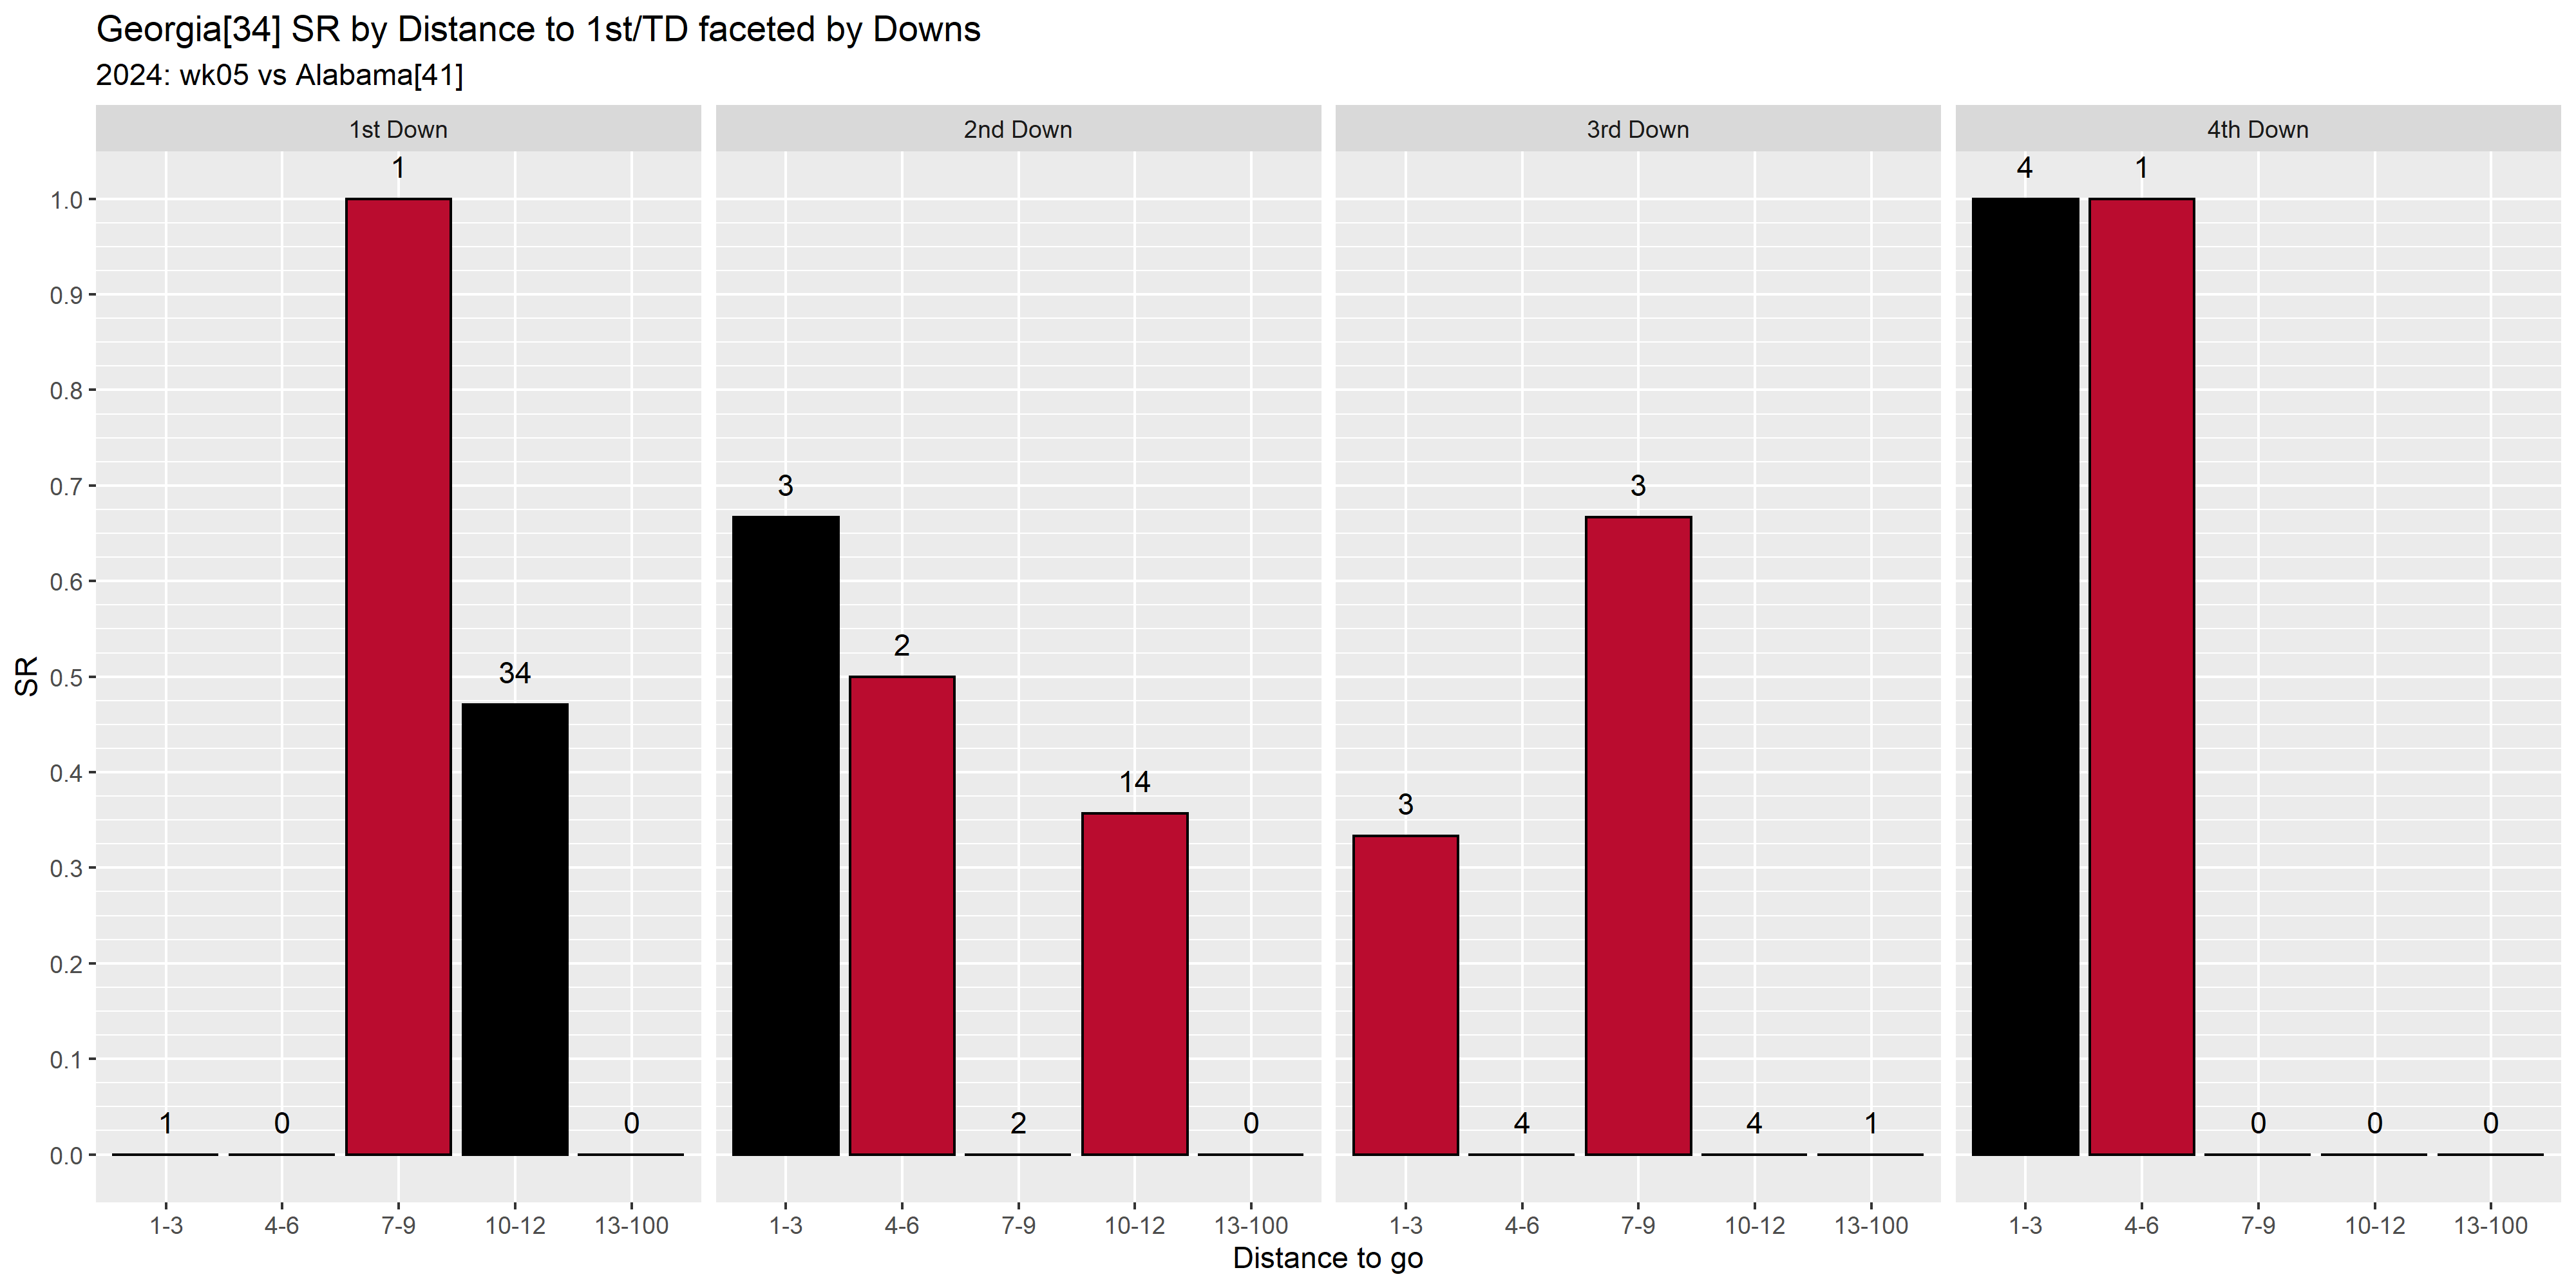 Georgia[34] SR by Distance to 1st/TD faceted by Downs
2024: wk05 vs Alabama[41]
1st Down 2nd Down 3rd Down 4th Down
SR
1.0
0.9
0.8
0.7
0.6
0.5
0.4
0.3
0.2
0.1
0.0
1 0 1 34 0
3 2 2 14 0
3 4 3 4 1
4 1 0 0 0
1-3 4-6 7-9 10-12 13-100 1-3 4-6 7-9 10-12 13-100 1-3 4-6 7-9 10-12 13-100 1-3 4-6 7-9 10-12 13-100
Distance to go